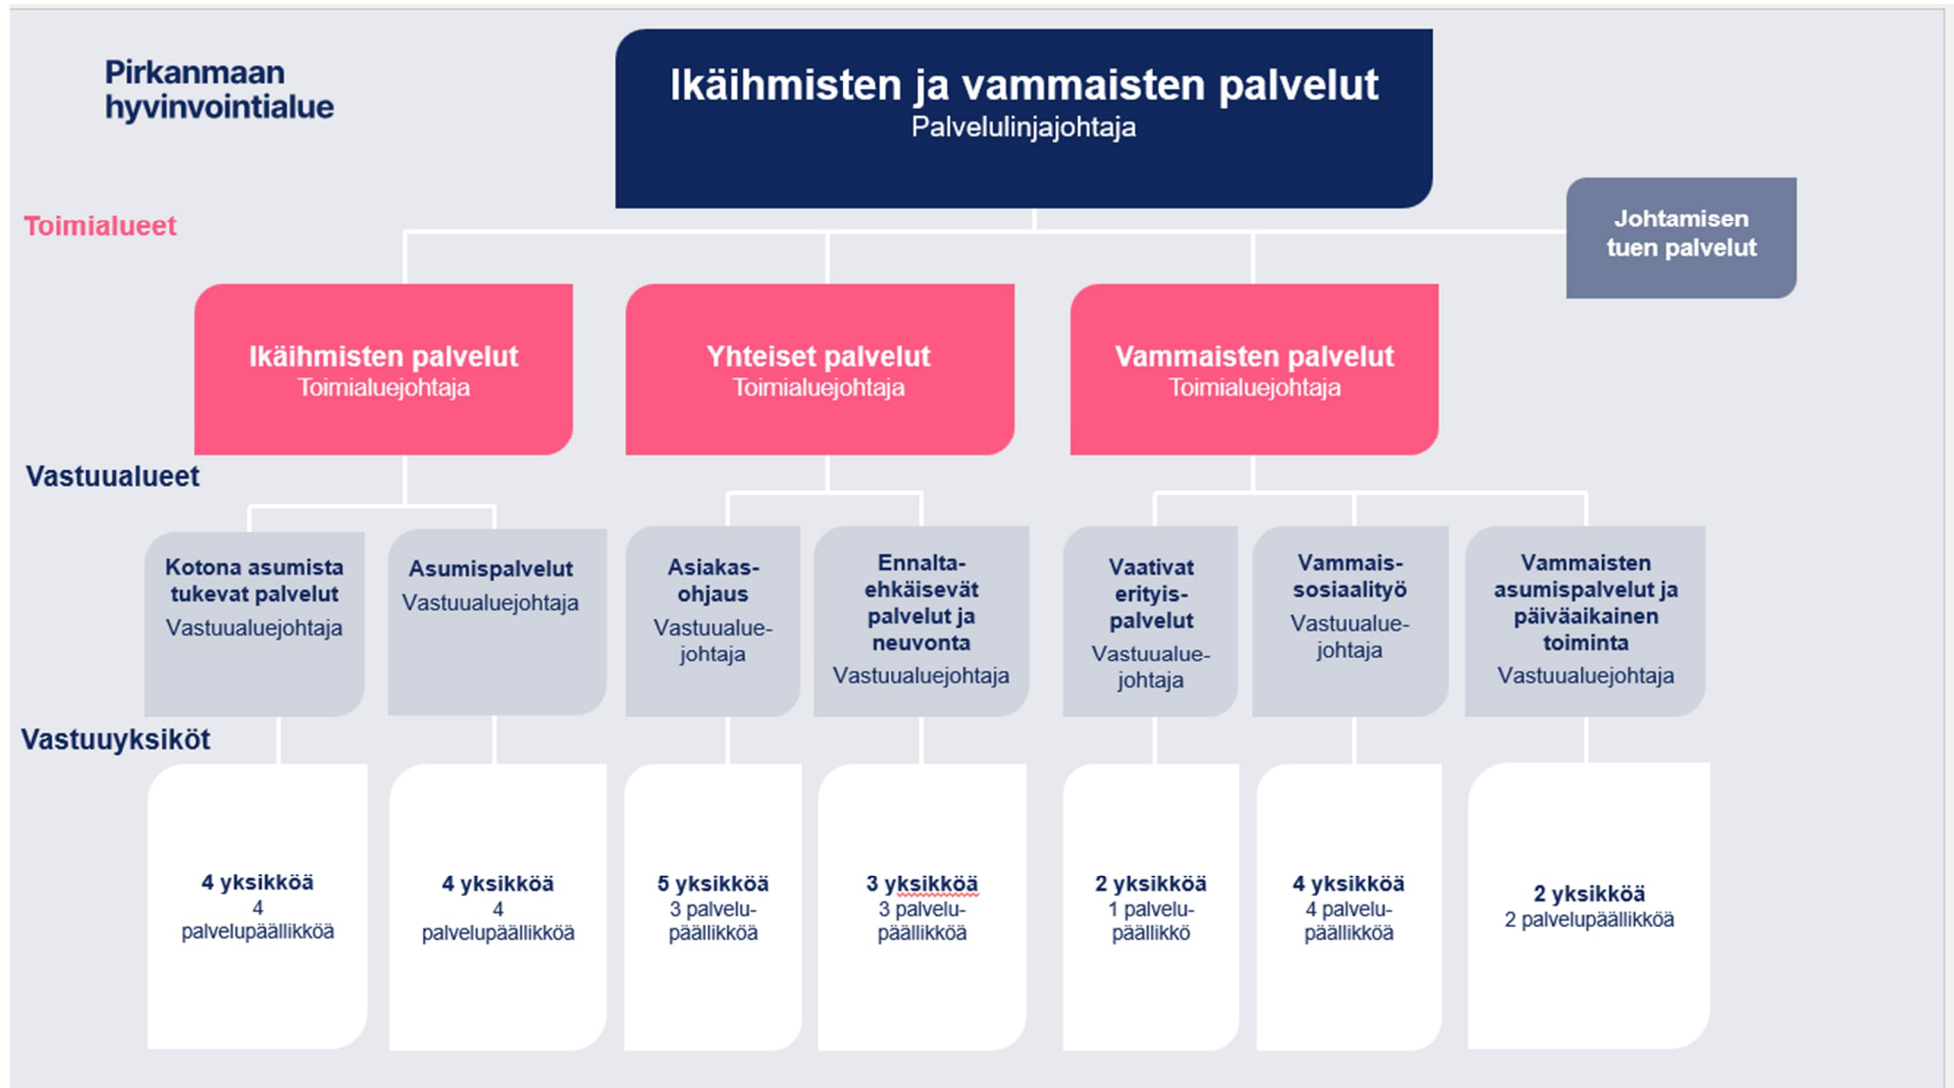 Pirkanmaan
hyvinvointialue
Ikäihmisten ja vammaisten palvelut
Palvelulinjajohtaja
Toimialueet
Johtamisen
tuen palvelut
Ikäihmisten palvelut
Toimialuejohtaja
Yhteiset palvelut
Toimialuejohtaja
Vammaisten palvelut
Toimialuejohtaja
Vastuualueet
Kotona asumista
tukevat palvelut
Vastuualuejohtaja
Asumispalvelut
Vastuualuejohtaja
Asiakas-
ohjaus
Vastuualue-
johtaja
Ennalta-
ehkäisevät
palvelut ja
neuvonta
Vastuualuejohtaja
Vaativat
erityis-
palvelut
Vastuualue-
johtaja
Vammais-
sosiaalityö
Vastuualue-
johtaja
Vammaisten
asumispalvelut ja
päiväaikainen
toiminta
Vastuualuejohtaja
Vastuuyksiköt
4 yksikköä
4
palvelupäällikköä
4 yksikköä
4
palvelupäällikköä
5 yksikköä
3 palvelu-
päällikköä
3 yksikköä
3 palvelu-
päällikköä
2 yksikköä
1 palvelu-
päällikkö
4 yksikköä
4 palvelu-
päällikköä
2 yksikköä
2 palvelupäällikköä